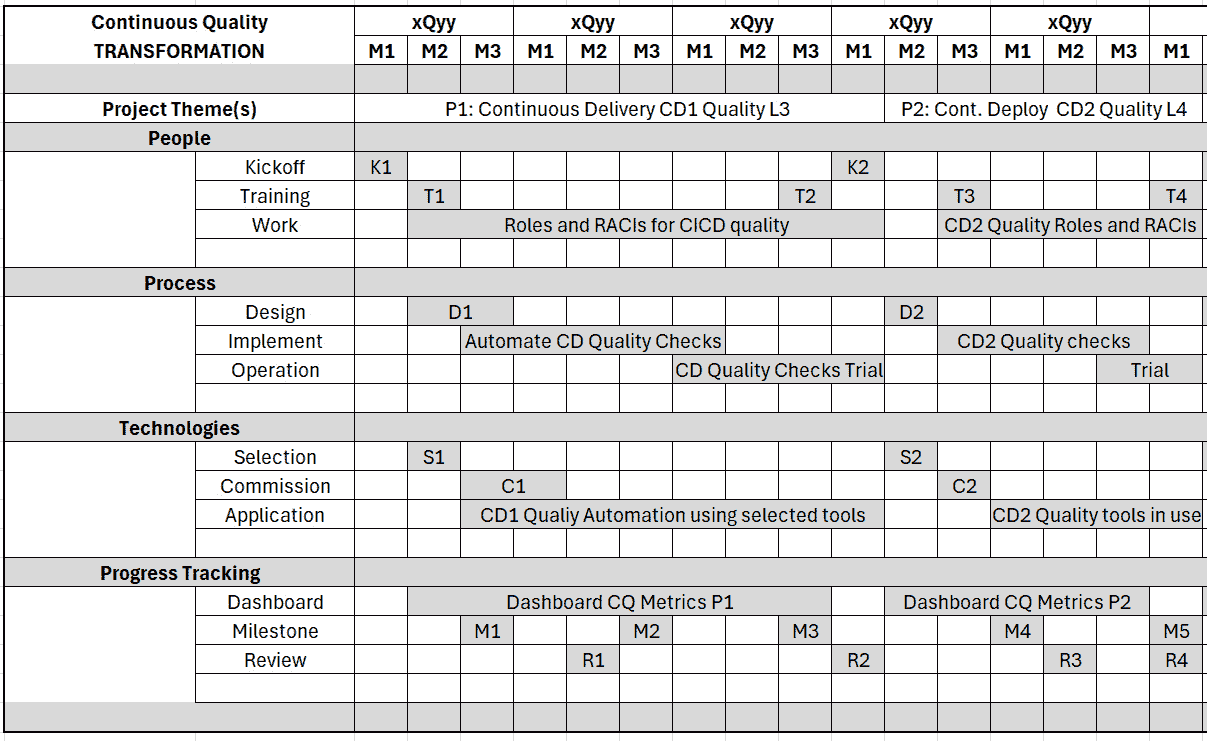 Continuous Quality xQyy xQyy xQyy xQyy xQyy
TRANSFORMATION M1 M2 M3 M1 M2 M3 M1 M2 M3 M1 M2 M3 M1 M2 M3 M1
Project Theme(s) P1: Continuous Delivery CD1 Quality L3 P2: Cont. Deploy CD2 Quality L4
People
Kickoff K1 K2
Training T1 T2 T3 T4
Work Roles and RACIs for CICD quality CD2 Quality Roles and RACIs
Process
Design D1 D2
Implement Automate CD Quality Checks CD2 Quality checks
Operation CD Quality Checks Trial Trial
Technologies
Selection S1 S2
Commission C1 C2
Application CD1 Qualiy Automation using selected tools CD2 Quality tools in use
Progress Tracking
Dashboard Dashboard CQ Metrics P1 Dashboard CQ Metrics P2
Milestone M1 M2 M3 M4 M5
Review R1 R2 R3 R4